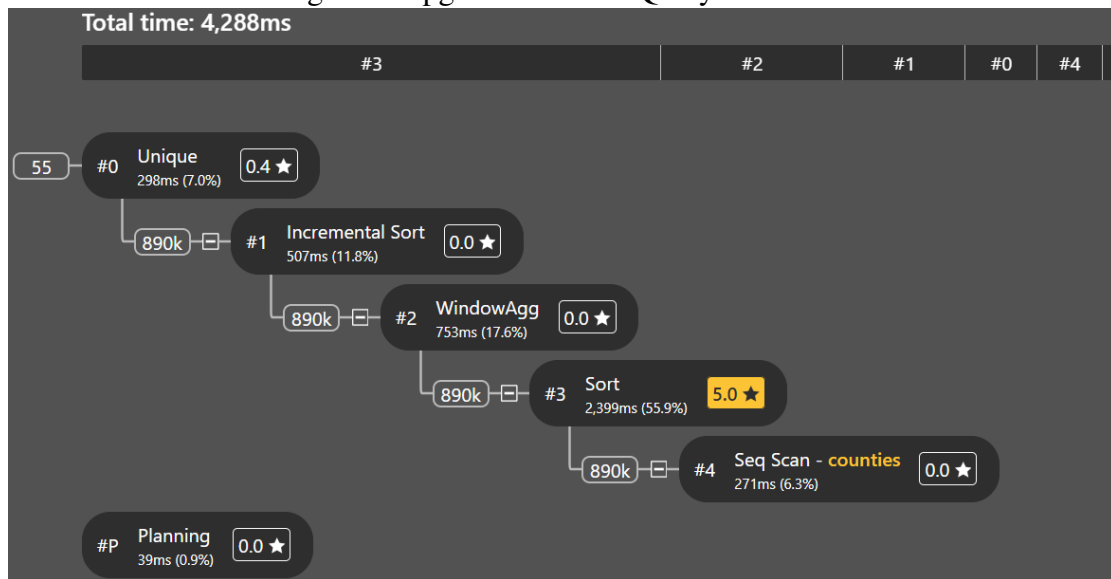 Total time: 4,288ms
#3 #2 #1 #0 #4
55 #0 Unique 0.4 ★
298ms (7.0%)
890k #1 Incremental Sort 0.0 ★
507ms (11.8%)
890k #2 WindowAgg 0.0 ★
753ms (17.6%)
890k #3 Sort 5.0 ★
2,399ms (55.9%)
890k #4 Seq Scan - counties 0.0 ★
271ms (6.3%)
#P Planning 0.0 ★
39ms (0.9%)